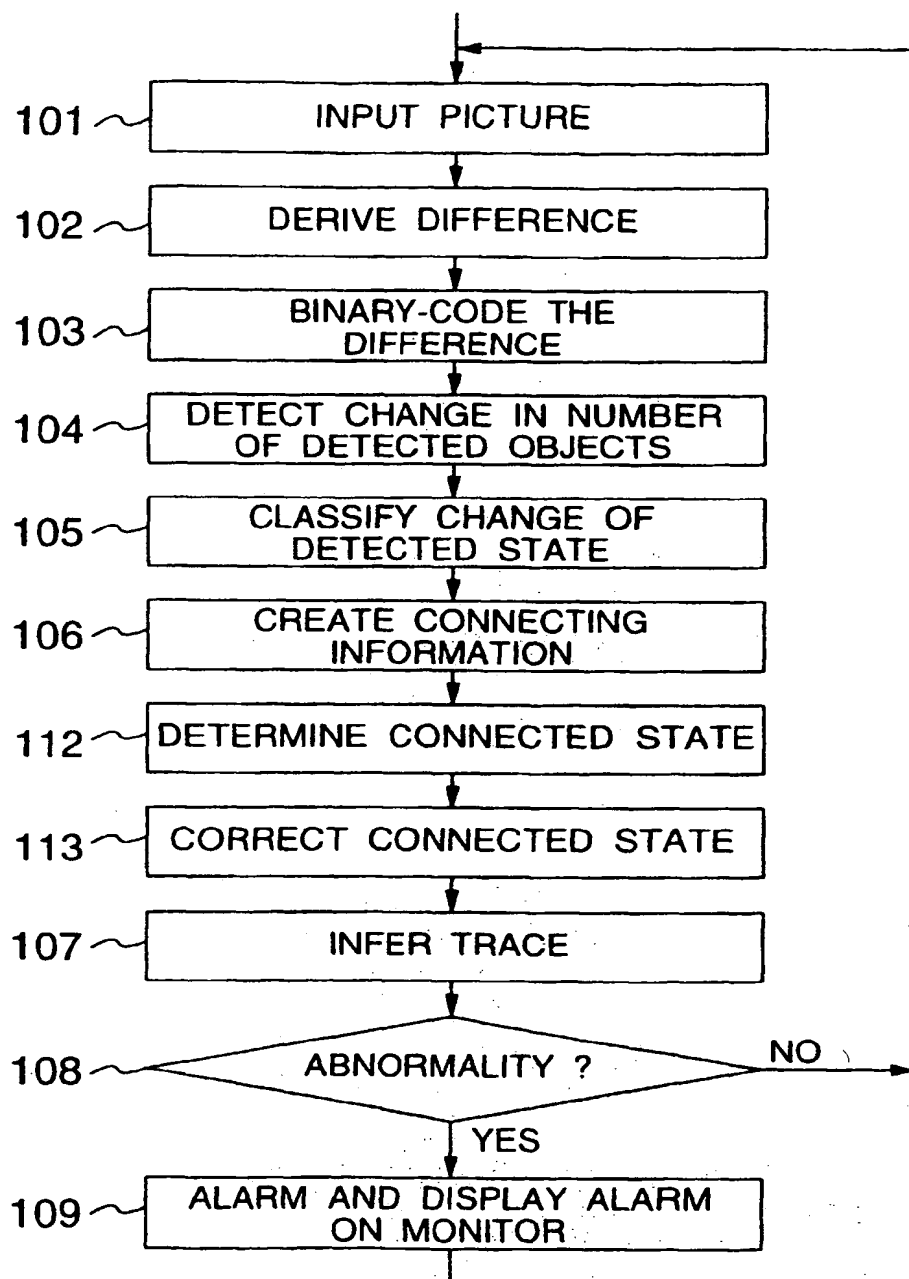 101 INPUT PICTURE
102 DERIVE DIFFERENCE
103 BINARY-CODE THE
DIFFERENCE
104 DETECT CHANGE IN NUMBER
OF DETECTED OBJECTS
105 CLASSIFY CHANGE OF
DETECTED STATE
106 CREATE CONNECTING
INFORMATION
112 DETERMINE CONNECTED STATE
113 CORRECT CONNECTED STATE
107 INFER TRACE
108 ABNORMALITY ? NO
YES
109 ALARM AND DISPLAY ALARM
ON MONITOR